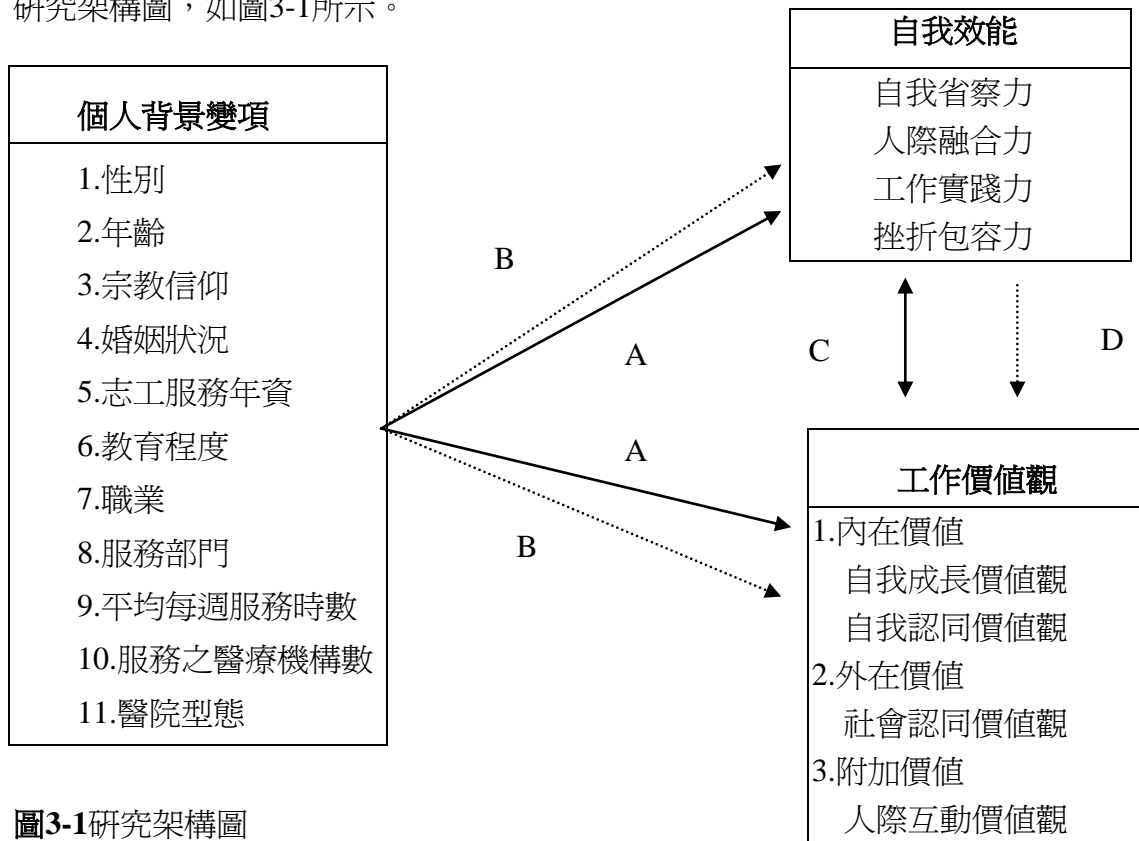 研究架構圖，如圖3-1所示。
個人背景變項
1.性別
2.年齡
3.宗教信仰
4.婚姻狀況
5.志工服務年資
6.教育程度
7.職業
8.服務部門
9.平均每週服務時數
10.服務之醫療機構數
11.醫院型態
B
A
A
B
自我效能
自我省察力
人際融合力
工作實踐力
挫折包容力
C
D
工作價值觀
1.內在價值
自我成長價值觀
自我認同價值觀
2.外在價值
社會認同價值觀
3.附加價值
人際互動價值觀
圖3-1研究架構圖